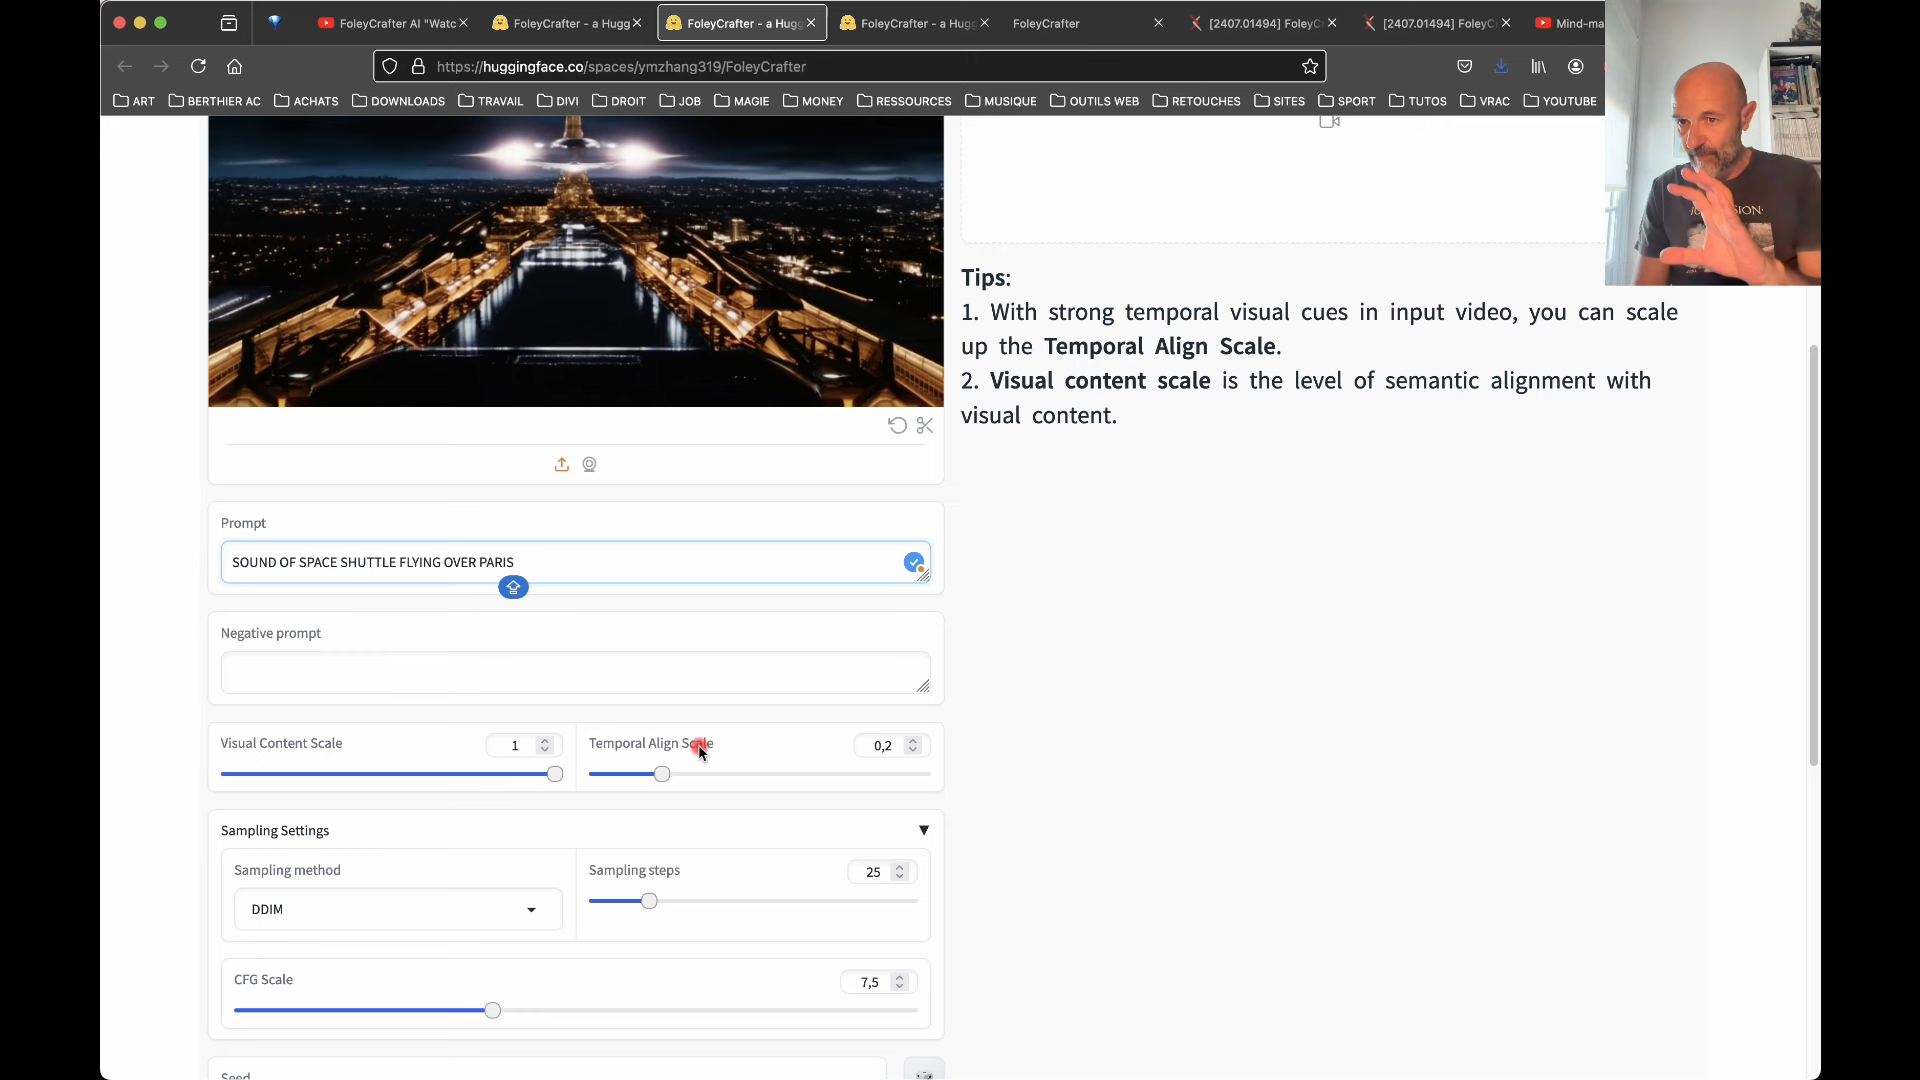 FoleyCrafter AI "Watc
FoleyCrafter - a Hugg
FoleyCrafter - a Hugg
FoleyCrafter - a Hugg
FoleyCrafter
[2407.01494] FoleyC
[2407.01494] FoleyC
Mind-ma
https://huggingface.co/spaces/ymzhang319/FoleyCrafter
ART
BERTHIER AC
ACHATS
DOWNLOADS
TRAVAIL
DIVI
DROIT
JOB
MAGIE
MONEY
RESSOURCES
MUSIQUE
OUTILS WEB
RETOUCHES
SITES
SPORT
TUTOS
VRAC
YOUTUBE
Tips:
1. With strong temporal visual cues in input video, you can scale
up the Temporal Align Scale.
2. Visual content scale is the level of semantic alignment with
visual content.
Prompt
SOUND OF SPACE SHUTTLE FLYING OVER PARIS
Negative prompt
Visual Content Scale
1
Temporal Align Scale
0,2
Sampling Settings
Sampling method
DDIM
Sampling steps
25
CFG Scale
7,5
Seed